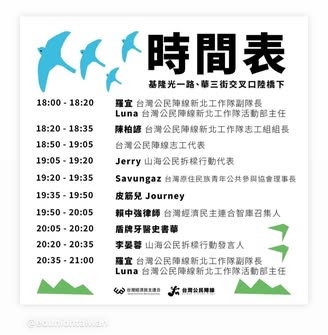 時間表
基隆光一路、華三街交叉口陸橋下
18:00 - 18:20 羅宜 台灣公民陣線新北工作隊副隊長
Luna 台灣公民陣線新北工作隊活動部主任
18:20 - 18:35 陳柏諺 台灣公民陣線新北工作隊志工組組長
18:50 - 19:05 台灣公民陣線志工代表
19:05 - 19:20 Jerry 山海公民拆樑行動代表
19:20 - 19:35 Savungaz 台灣原住民族青年公共參與協會理事長
19:35 - 19:50 皮筋兒 Journey
19:50 - 20:05 賴中強律師 台灣經濟民主連合智庫召集人
20:05 - 20:20 盾牌牙醫史書華
20:20 - 20:35 李晏蓉 山海公民拆樑行動發言人
20:35 - 21:00 羅宜 台灣公民陣線新北工作隊副隊長
Luna 台灣公民陣線新北工作隊活動部主任
台灣經濟民主連合
台灣公民陣線
@eduniontaiwan